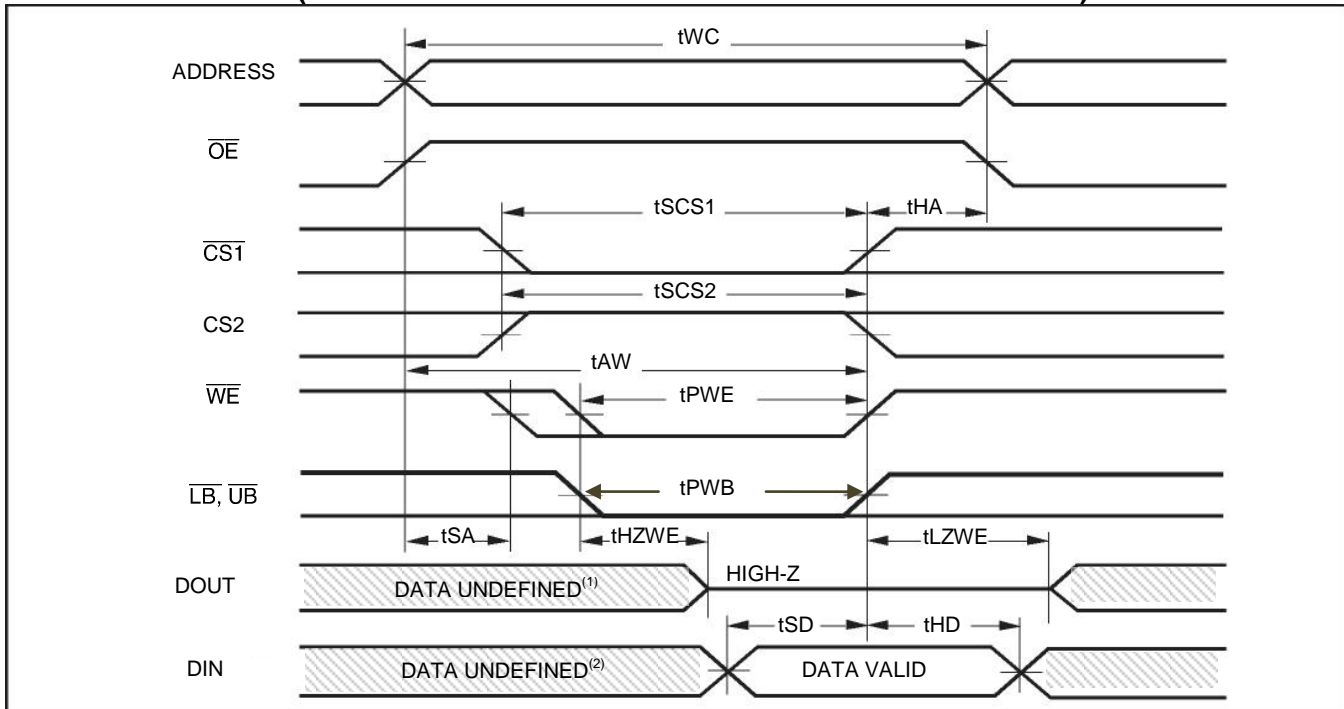 tWC
ADDRESS
OE
tSCS1
tHA
CS1
tSCS2
CS2
tAW
WE
tPWE
LB, UB
tPWB
tSA
tHZWE
tLZWE
DOUT
DATA UNDEFINED(1)
HIGH-Z
tSD
tHD
DIN
DATA UNDEFINED(2)
DATA VALID